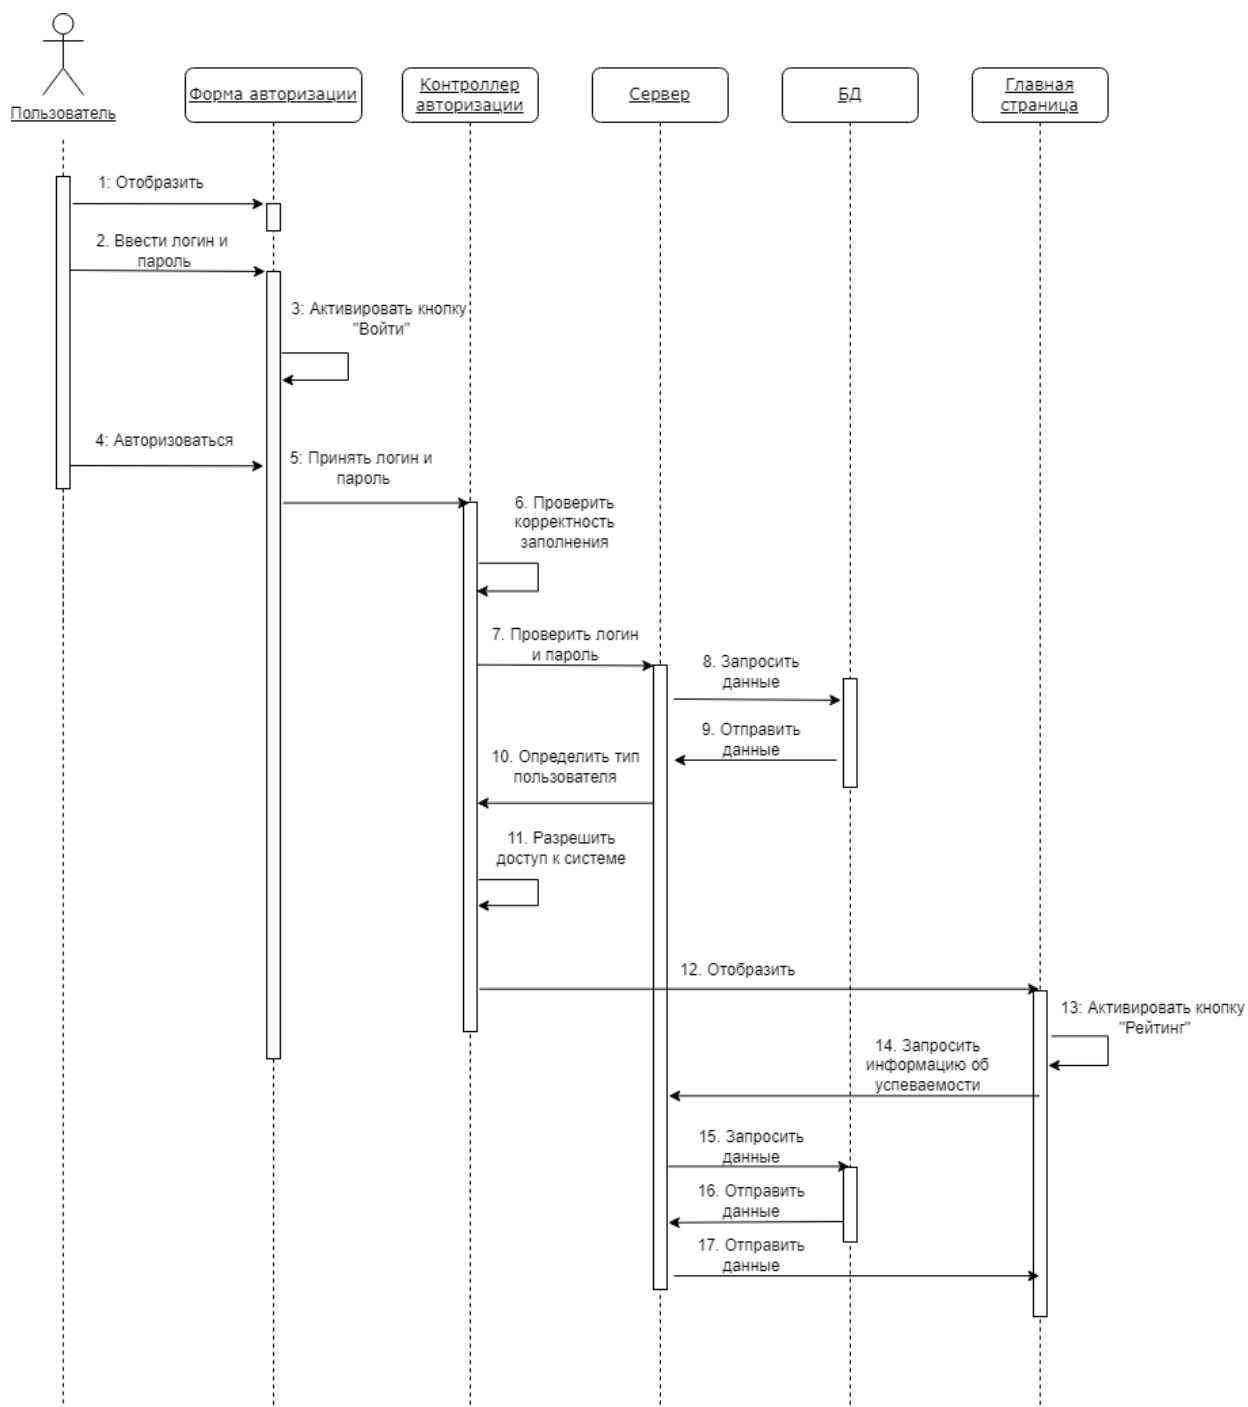 Пользователь
Форма авторизации
Контроллер
авторизации
Сервер
БД
Главная
страница
1: Отобразить
2. Ввести логин и
пароль
3: Активировать кнопку
"Войти"
4: Авторизоваться
5: Принять логин и
пароль
6. Проверить
корректность
заполнения
7. Проверить логин
и пароль
8. Запросить
данные
9. Отправить
данные
10. Определить тип
пользователя
11. Разрешить
доступ к системе
12. Отобразить
13: Активировать кнопку
"Рейтинг"
14. Запросить
информацию об
успеваемости
15. Запросить
данные
16. Отправить
данные
17. Отправить
данные